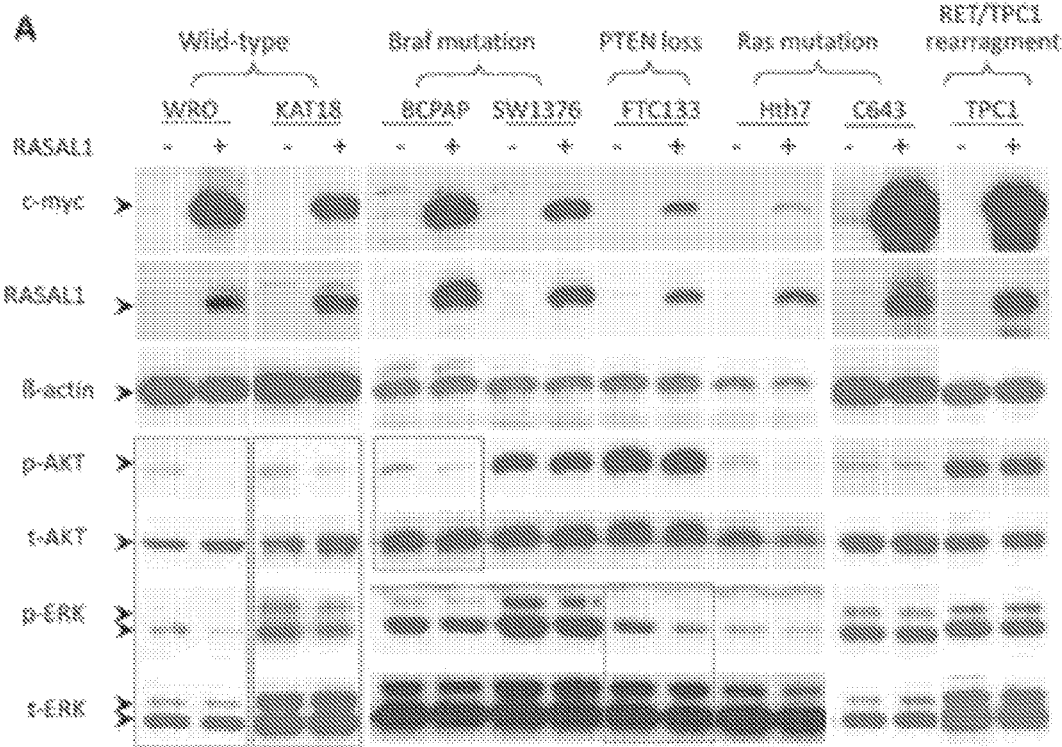 A
RET/TPC1
Wild-type Braf mutation PTEN loss Ras mutation rearragment
WRO KAT18 BCPAP SW1376 FTC133 Hth7 C643 TPC1
RASAL1 - + - + - + - + - + - + - + - +
c-myc
RASAL1
ß-actin
p-AKT
t-AKT
p-ERK
t-ERK